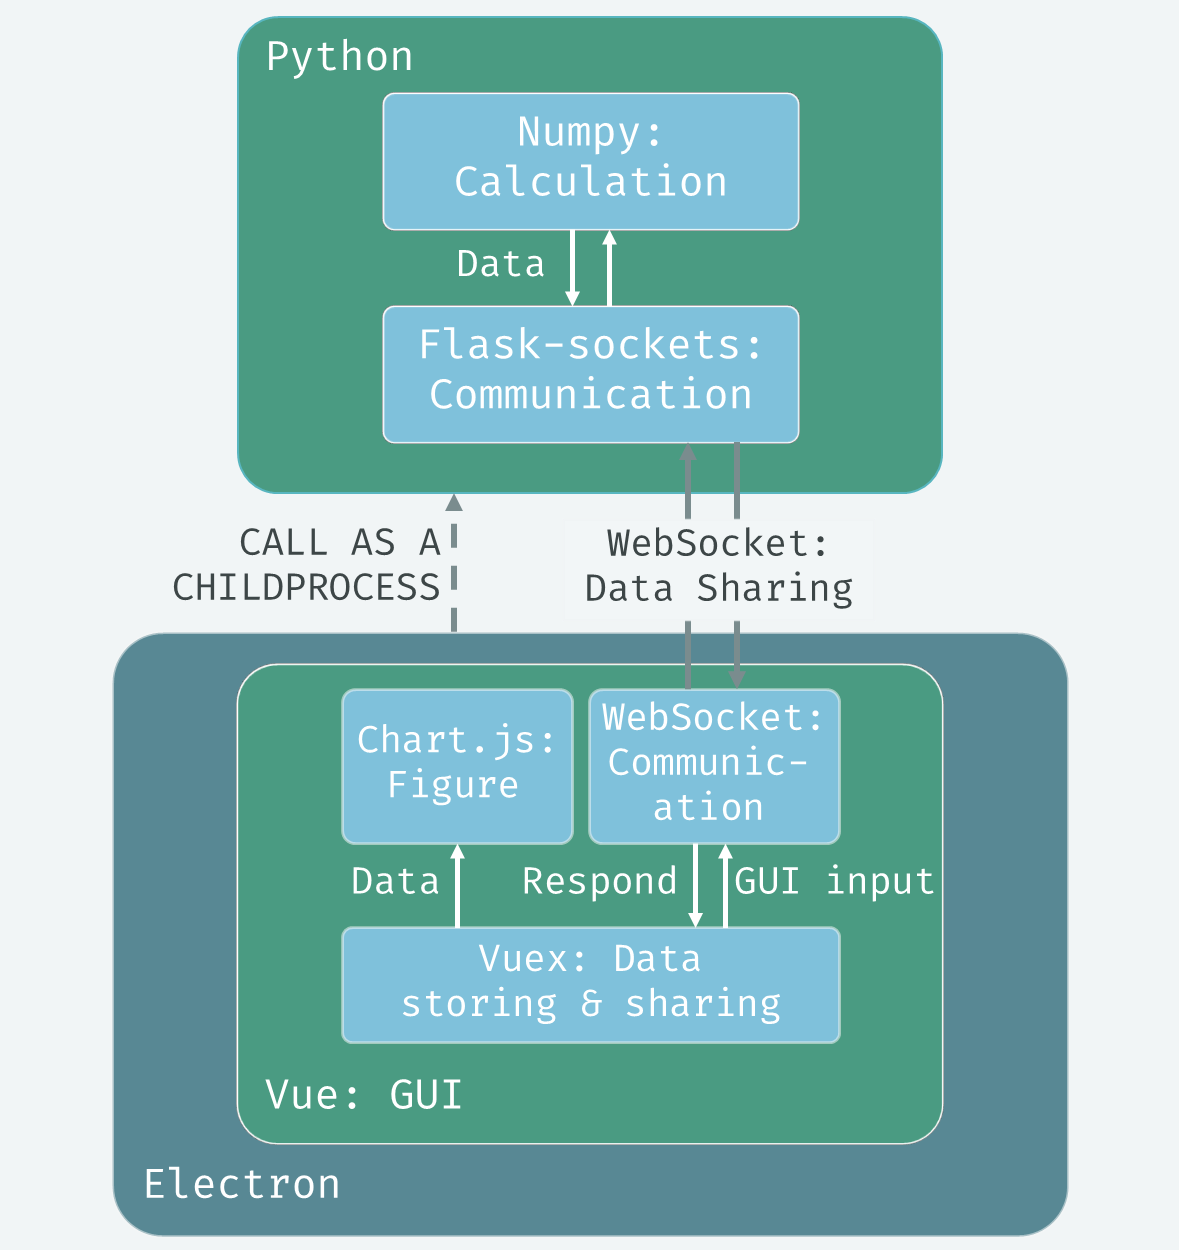 Python
Numpy:
Calculation
Data
Flask-sockets:
Communication
CALL AS A
CHILDPROCESS
WebSocket:
Data Sharing
Chart.js:
Figure
WebSocket:
Communic-
ation
Data
Respond
GUI input
Vuex: Data
storing & sharing
Vue: GUI
Electron